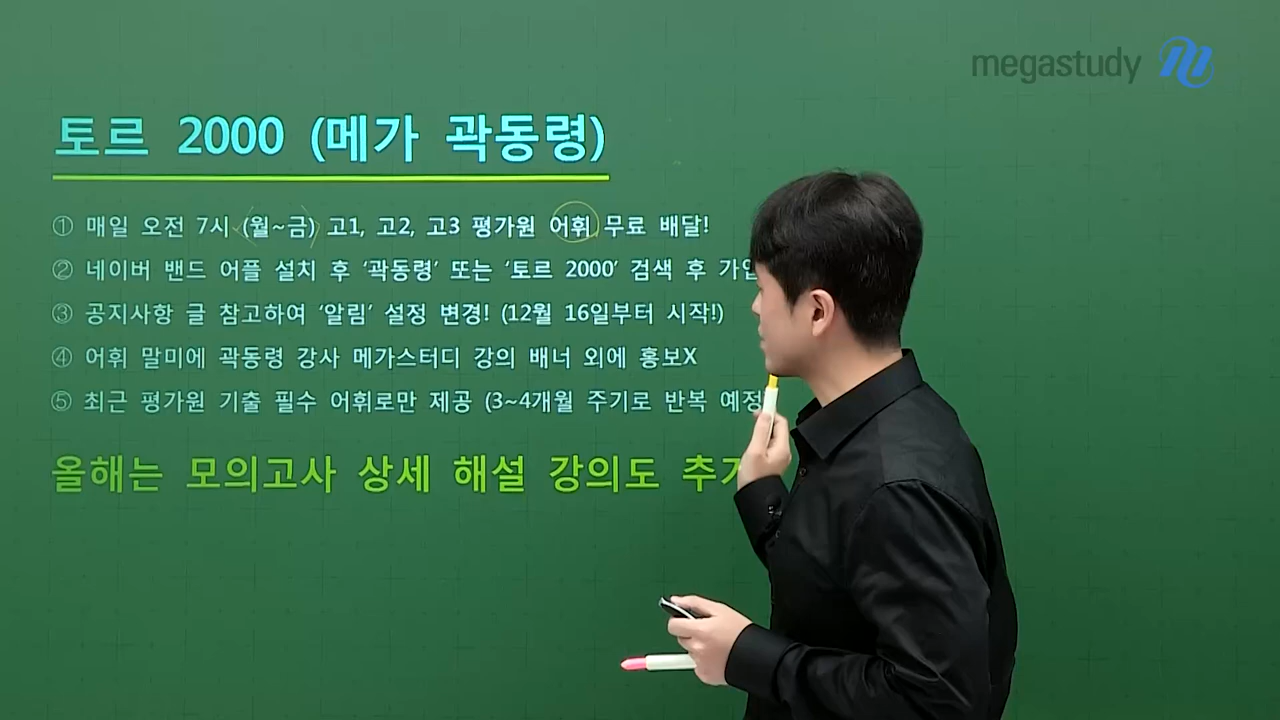 megastudy
토르 2000 (메가 곽동령)
① 매일 오전 7시 (월~금) 고1, 고2, 고3 평가원 어휘 무료 배달!
② 네이버 밴드 어플 설치 후 ‘곽동령’ 또는 ‘토르 2000’ 검색 후
③ 공지사항 글 참고하여 ‘알림’ 설정 변경! (12월 16일부터 시작!)
④ 어휘 말미에 곽동령 강사 메가스터디 강의 배너 외에 홍보X
⑤ 최근 평가원 기출 필수 어휘로만 제공 (3~4개월 주기로 반복 예정
올해는 모의고사 상세 해설 강의도